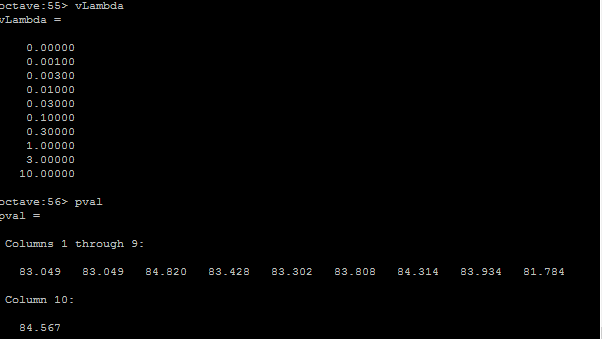 octave:55> vLambda
vLambda =
0.00000
0.00100
0.00300
0.01000
0.03000
0.10000
0.30000
1.00000
3.00000
10.00000
octave:56> pval
pval =
Columns 1 through 9:
83.049 83.049 84.820 83.428 83.302 83.808 84.314 83.934 81.784
Column 10:
84.567